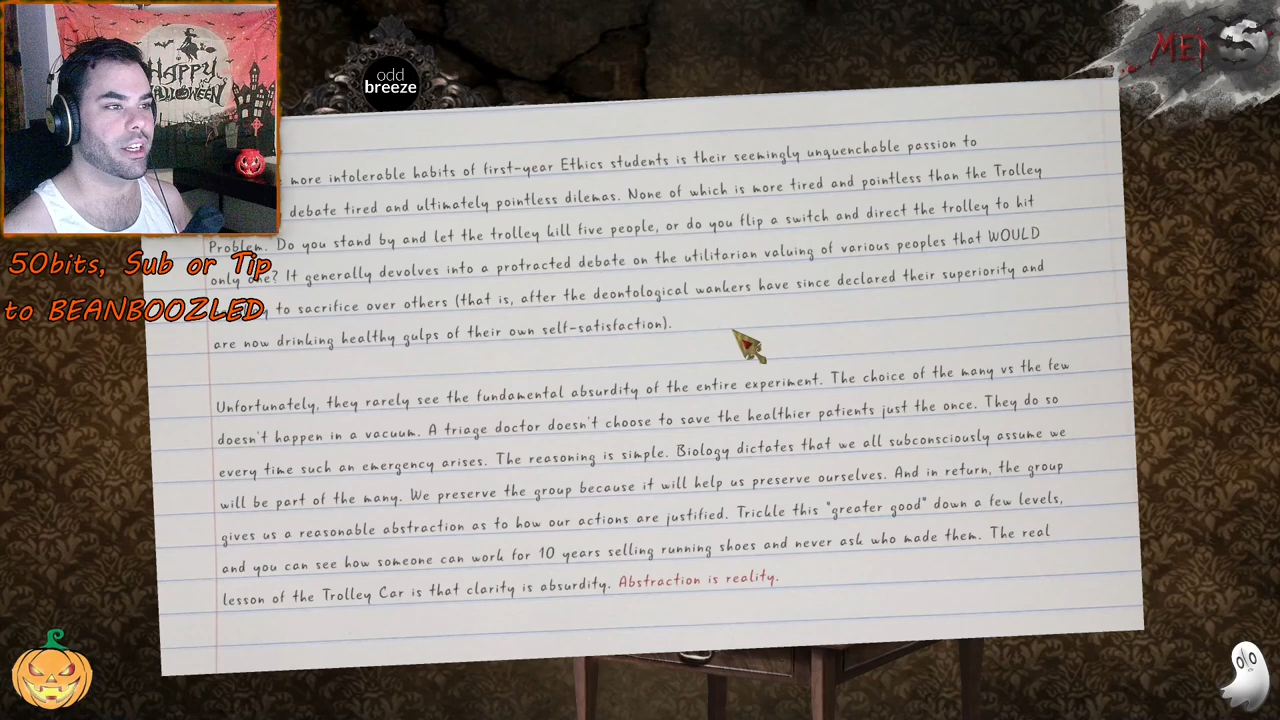 HAPPY
HALLOWEEN
odd
breeze
50bits, Sub or Tip
to BEANBOOZLED
more intolerable habits of first-year Ethics students is their seemingly unquenchable passion to
debate tired and ultimately pointless dilemas. None of which is more tired and pointless than the Trolley
Problem. Do you stand by and let the trolley kill five people, or do you flip a switch and direct the trolley to hit
only one? It generally devolves into a protracted debate on the utilitarian valuing of various peoples that WOULD
to sacrifice over others (that is, after the deontological wankers have since declared their superiority and
are now drinking healthy gulps of their own self-satisfaction).
Unfortunately, they rarely see the fundamental absurdity of the entire experiment. The choice of the many vs the few
doesn't happen in a vacuum. A triage doctor doesn't choose to save the healthier patients just the once. They do so
every time such an emergency arises. The reasoning is simple. Biology dictates that we all subconsciously assume we
will be part of the many. We preserve the group because it will help us preserve ourselves. And in return, the group
gives us a reasonable abstraction as to how our actions are justified. Trickle this "greater good" down a few levels,
and you can see how someone can work for 10 years selling running shoes and never ask who made them. The real
lesson of the Trolley Car is that clarity is absurdity. Abstraction is reality.